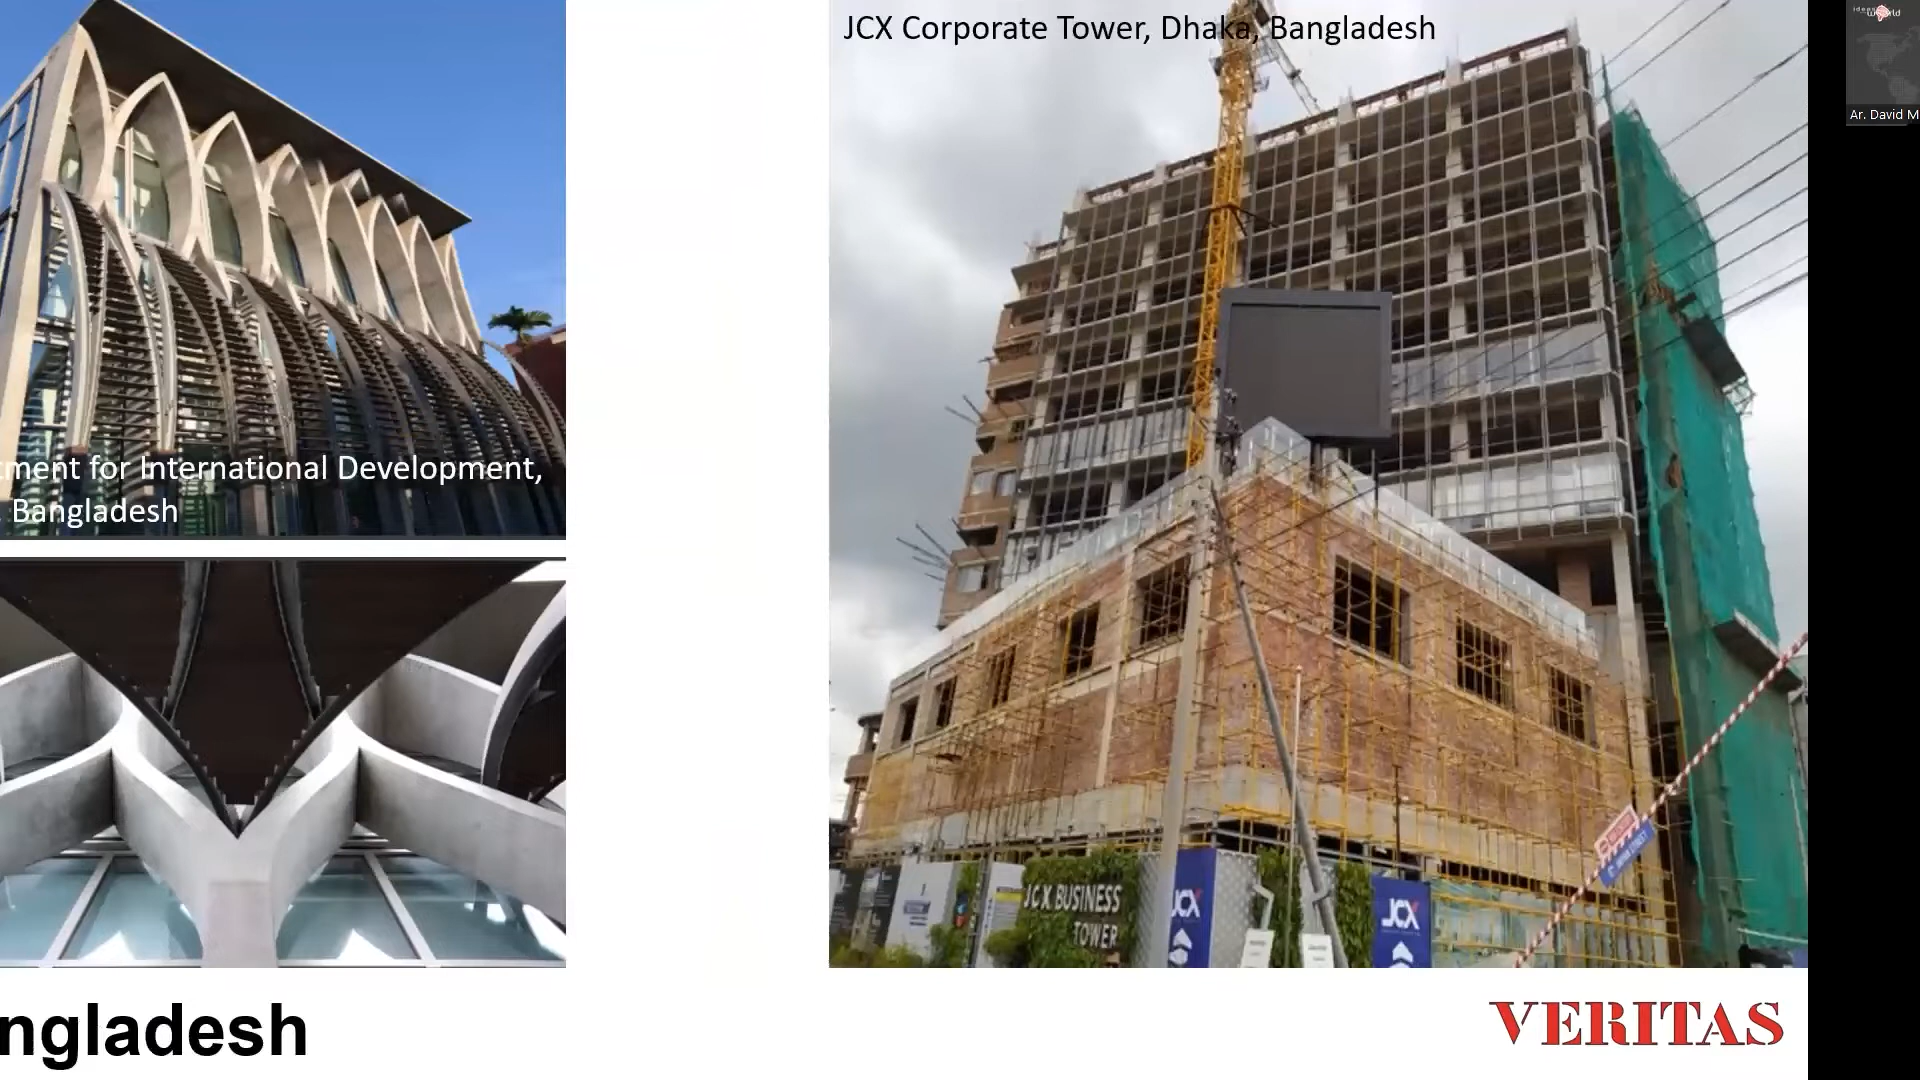 JCX Corporate Tower, Dhaka, Bangladesh
Ar. David M
tment for International Development,
Bangladesh
JCX BUSINESS
TOWER
JCX
JCX
ngladesh
VERITAS